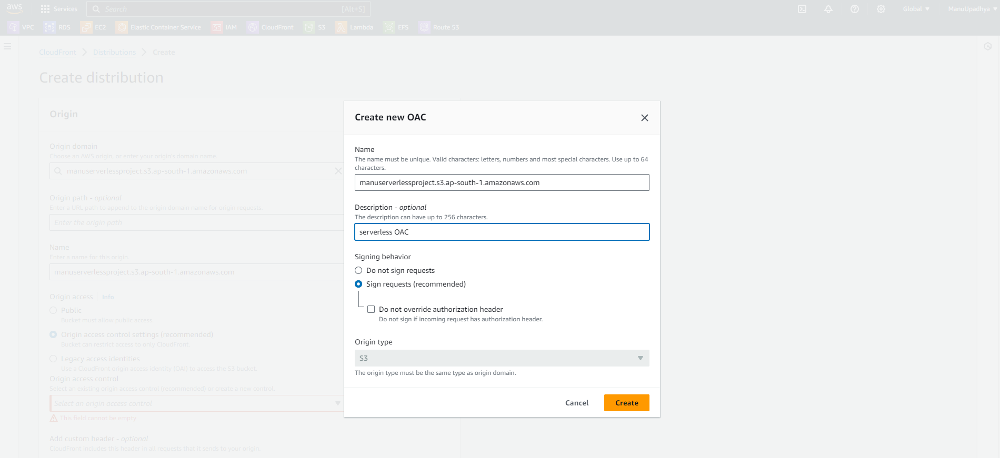 aws
Services
Search
[Alt+S]
Global
ManuUpadhya
VPC
RDS
EC2
Elastic Container Service
IAM
CloudFront
S3
Lambda
EFS
Route 53
CloudFront
Distributions
Create
Create distribution
Origin
Origin domain
Choose an AWS origin, or enter your origin's domain name.
manuserverlessproject.s3.ap-south-1.amazonaws.com
Origin path - optional
Enter a URL path to append to the origin domain name for origin requests.
Enter the origin path
Name
Enter a name for this origin.
manuserverlessproject.s3.ap-south-1.amazonaws.com
Origin access
Info
Public
Bucket must allow public access.
Origin access control settings (recommended)
Bucket can restrict access to only CloudFront.
Legacy access identities
Use a CloudFront origin access identity (OAI) to access the S3 bucket.
Origin access control
Select an existing origin access control (recommended) or create a new control.
Select an origin access control
This field cannot be empty
Add custom header - optional
CloudFront includes this header in all requests that it sends to your origin.
Create new OAC
Name
The name must be unique. Valid characters: letters, numbers and most special characters. Use up to 64
characters.
manuserverlessproject.s3.ap-south-1.amazonaws.com
Description - optional
The description can have up to 256 characters.
serverless OAC
Signing behavior
Do not sign requests
Sign requests (recommended)
Do not override authorization header
Do not sign if incoming request has authorization header.
Origin type
S3
The origin type must be the same type as origin domain.
Cancel
Create